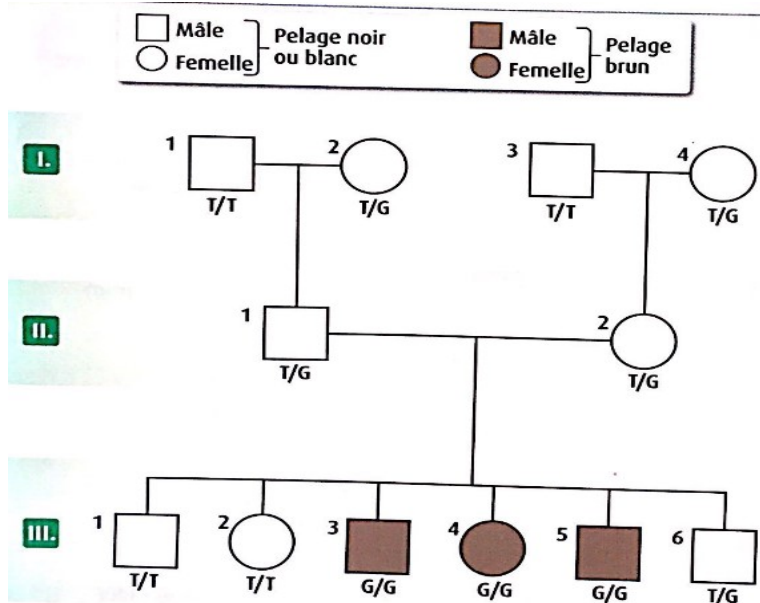 Mâle
Femelle
Pelage noir
ou blanc
Mâle
Femelle
Pelage
brun
I.
1
2
3
4
T/T
T/G
T/T
T/G
II.
1
2
T/G
T/G
III.
1
2
3
4
5
6
T/T
T/T
G/G
G/G
G/G
T/G